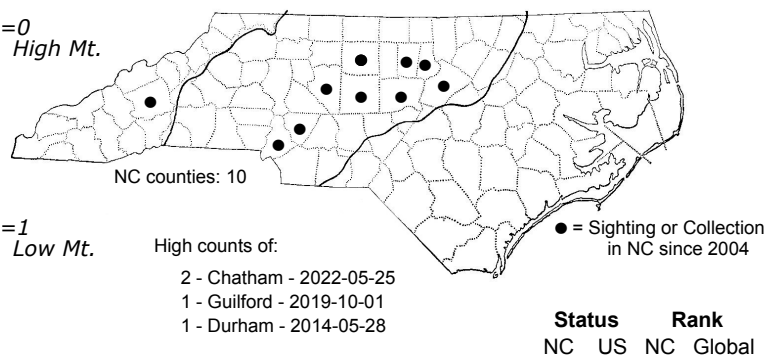 =0
High Mt.
NC counties: 10
=1
Low Mt.
High counts of:
2 - Chatham - 2022-05-25
1 - Guilford - 2019-10-01
1 - Durham - 2014-05-28
● = Sighting or Collection
in NC since 2004
Status Rank
NC US NC Global